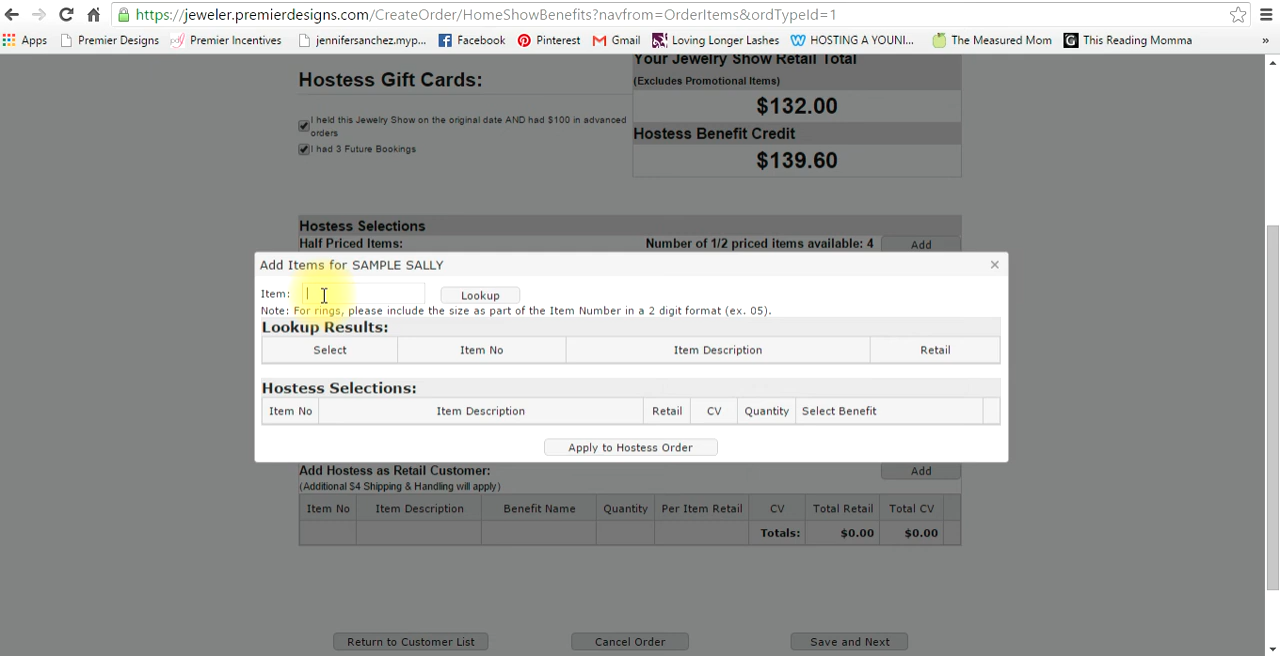 https://jeweler.premierdesigns.com/CreateOrder/HomeShowBenefits?navfrom=OrderItems&ordTypeId=1
Apps Premier Designs Premier Incentives jennifersanchez.myp... Facebook Pinterest Gmail Loving Longer Lashes HOSTING A YOUNI... The Measured Mom This Reading Momma »
Your Jewelry Show Retail Total
Hostess Gift Cards:
(Excludes Promotional Items)
$132.00
I held this Jewelry Show on the original date AND had $100 in advanced
orders
Hostess Benefit Credit
I had 3 Future Bookings
$139.60
Hostess Selections
Half Priced Items: Number of 1/2 priced items available: 4 Add
Add Items for SAMPLE SALLY
Item: Lookup
Note: For rings, please include the size as part of the Item Number in a 2 digit format (ex. 05).
Lookup Results:
Select Item No Item Description Retail
Hostess Selections:
Item No Item Description Retail CV Quantity Select Benefit
Apply to Hostess Order
Add Hostess as Retail Customer: Add
(Additional $4 Shipping & Handling will apply)
Item No Item Description Benefit Name Quantity Per Item Retail CV Total Retail Total CV
Totals: $0.00 $0.00
Return to Customer List Cancel Order Save and Next